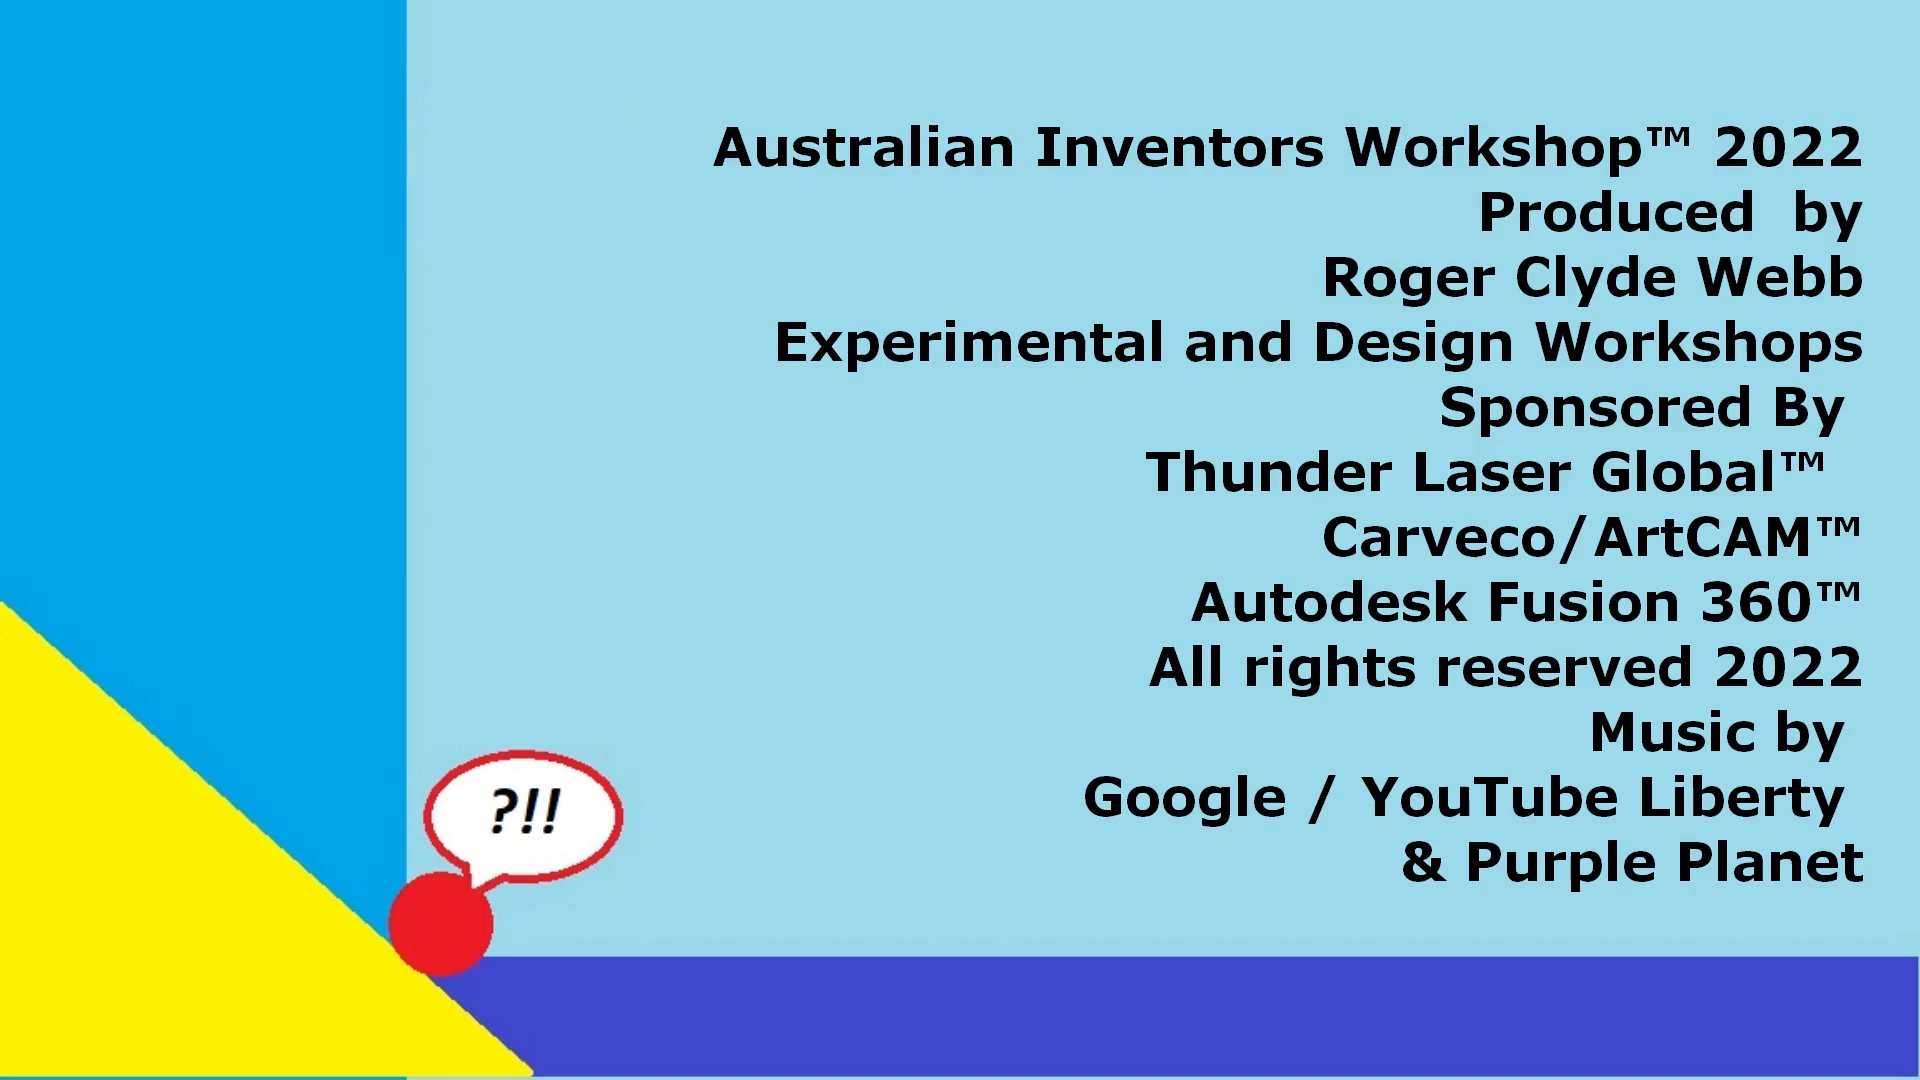 Australian Inventors Workshop™ 2022
Produced by
Roger Clyde Webb
Experimental and Design Workshops
Sponsored By
Thunder Laser Global™
Carveco/ArtCAM™
Autodesk Fusion 360™
All rights reserved 2022
Music by
Google / YouTube Liberty
& Purple Planet
?!!